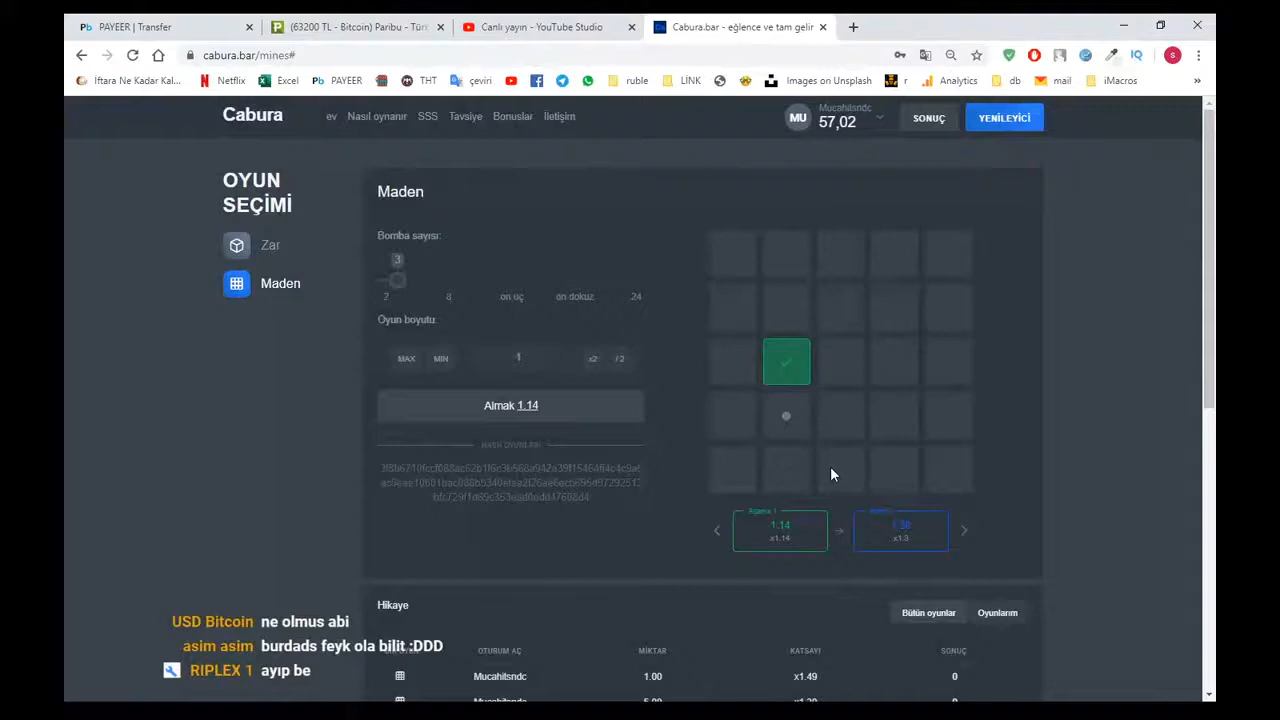 PAYEER | Transfer
(63200 TL - Bitcoin) Paribu - Türk
Canlı yayın - YouTube Studio
Cabura.bar - eğlence ve tam gelir
cabura.bar/mines#
İftara Ne Kadar Kal...
Netflix
Excel
PAYEER
THT
çeviri
ruble
LİNK
Images on Unsplash
r
Analytics
db
mail
iMacros
Cabura
ev
Nasıl oynanır
SSS
Tavsiye
Bonuslar
İletişim
MU
Mucahitsndc
57,02
SONUÇ
YENİLEYİCİ
OYUN
SEÇİMİ
Zar
Maden
Maden
Bomba sayısı:
3
2
8
on üç
on dokuz
24
Oyun boyutu:
MAX
MIN
1
x2
/ 2
Almak 1.14
1.14
x1.14
x1.3
Hikaye
Bütün oyunlar
Oyunlarım
OTURUM AÇ
MİKTAR
KATSAYI
SONUÇ
Mucahitsndc
1.00
x1.49
0
USD Bitcoin ne olmus abi
asim asim burdads feyk ola bilit :DDD
RIPLEX 1 ayıp be